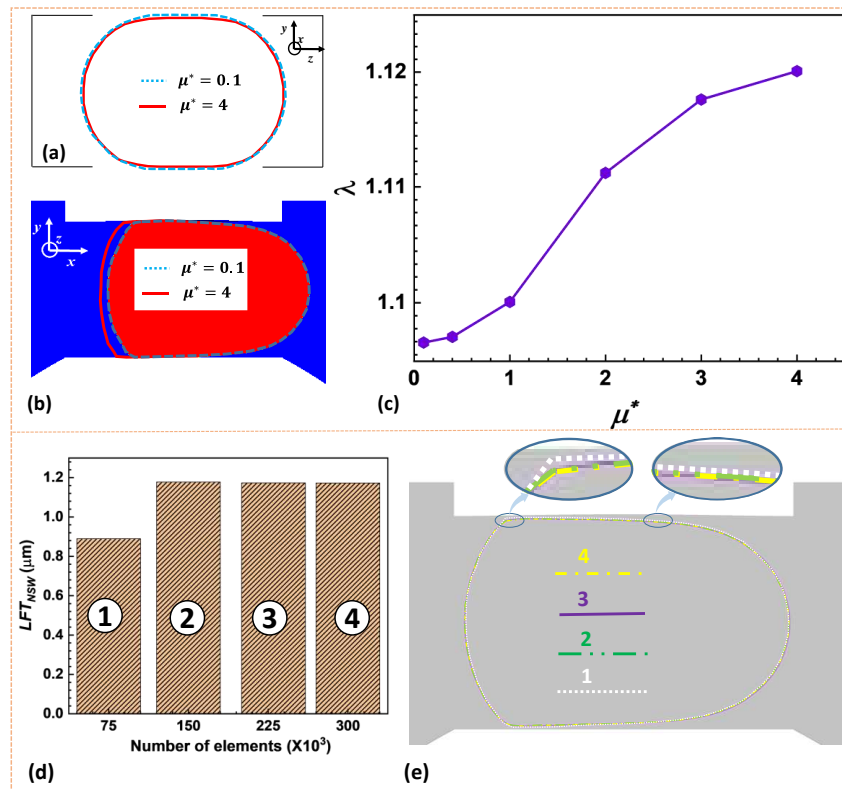 y
x
z
μ* = 0.1
μ* = 4
(a)
y
z
x
μ* = 0.1
μ* = 4
(b)
1.12
1.11
1.1
λ
0 1 2 3 4
μ*
(c)
1.2
1.0
0.8
0.6
0.4
0.2
0.0
LFT_NSW (μm)
1 2 3 4
75 150 225 300
Number of elements (X10³)
(d)
4
3
2
1
(e)